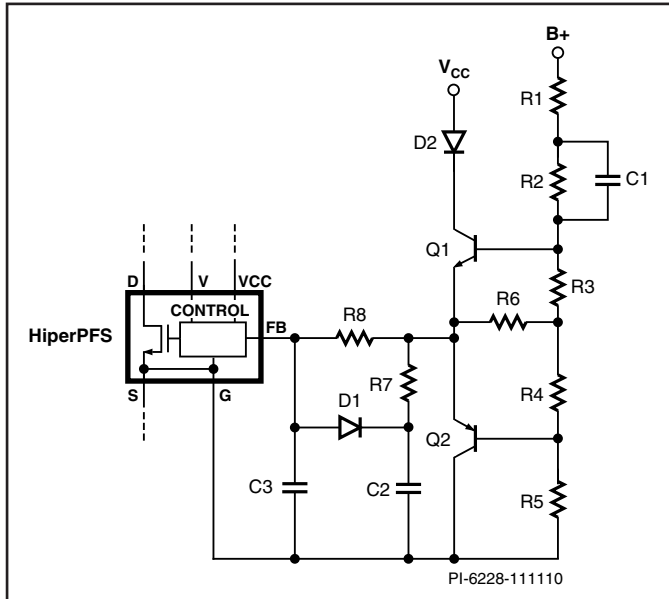 B+
VCC
R1
D2
R2
C1
Q1
R3
D
V
VCC
CONTROL
R6
HiperPFS
FB
R8
R7
R4
S
G
D1
Q2
C3
C2
R5
PI-6228-111110